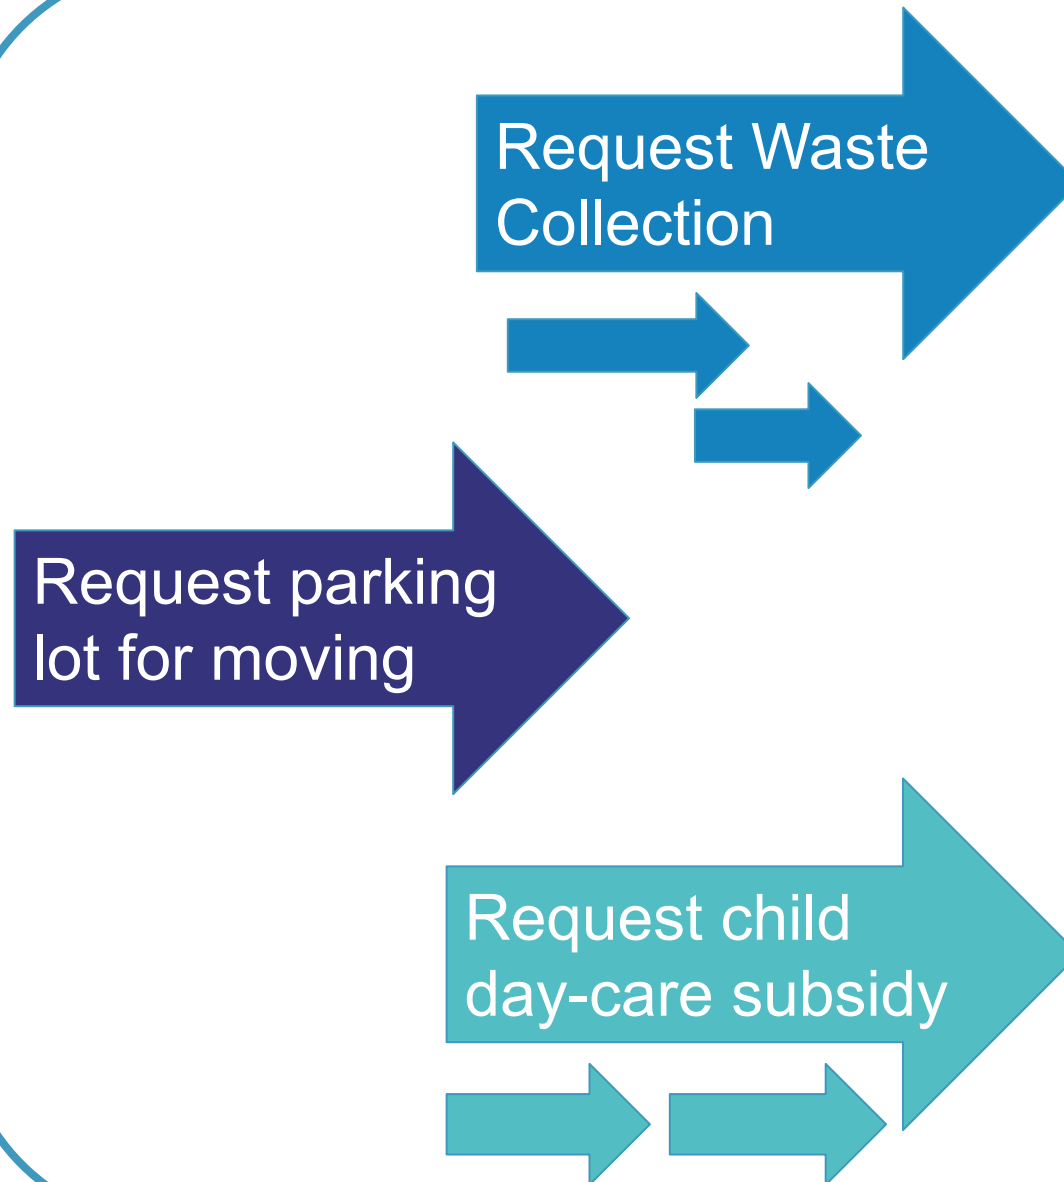 Request Waste
Collection
Request parking
lot for moving
Request child
day-care subsidy